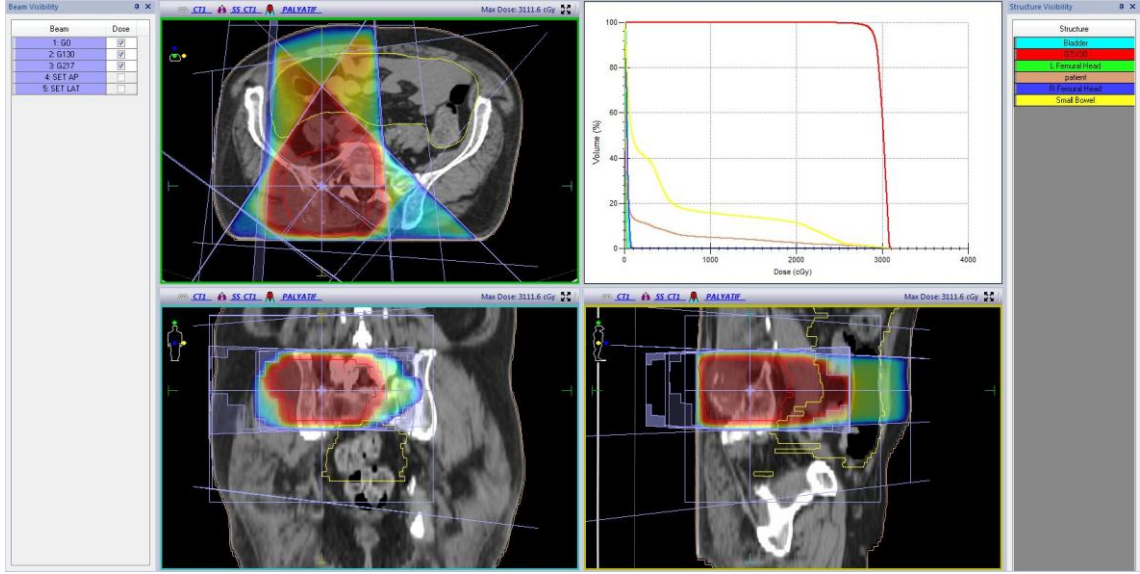 Beam Visibility
Beam
Dose
1: G0
2: G130
3: G217
4: SET AP
5: SET LAT
CT1 SS CT1 PALYATIF
Max Dose: 3111.6 cGy
Volume (%)
100
80
60
40
20
0
0 1000 2000 3000 4000
Dose (cGy)
Structure Visibility
Structure
Bladder
L Femural Head
patient
R Femural Head
Small Bowel
CT1 SS CT1 PALYATIF
Max Dose: 3111.6 cGy
CT1 SS CT1 PALYATIF
Max Dose: 3111.6 cGy